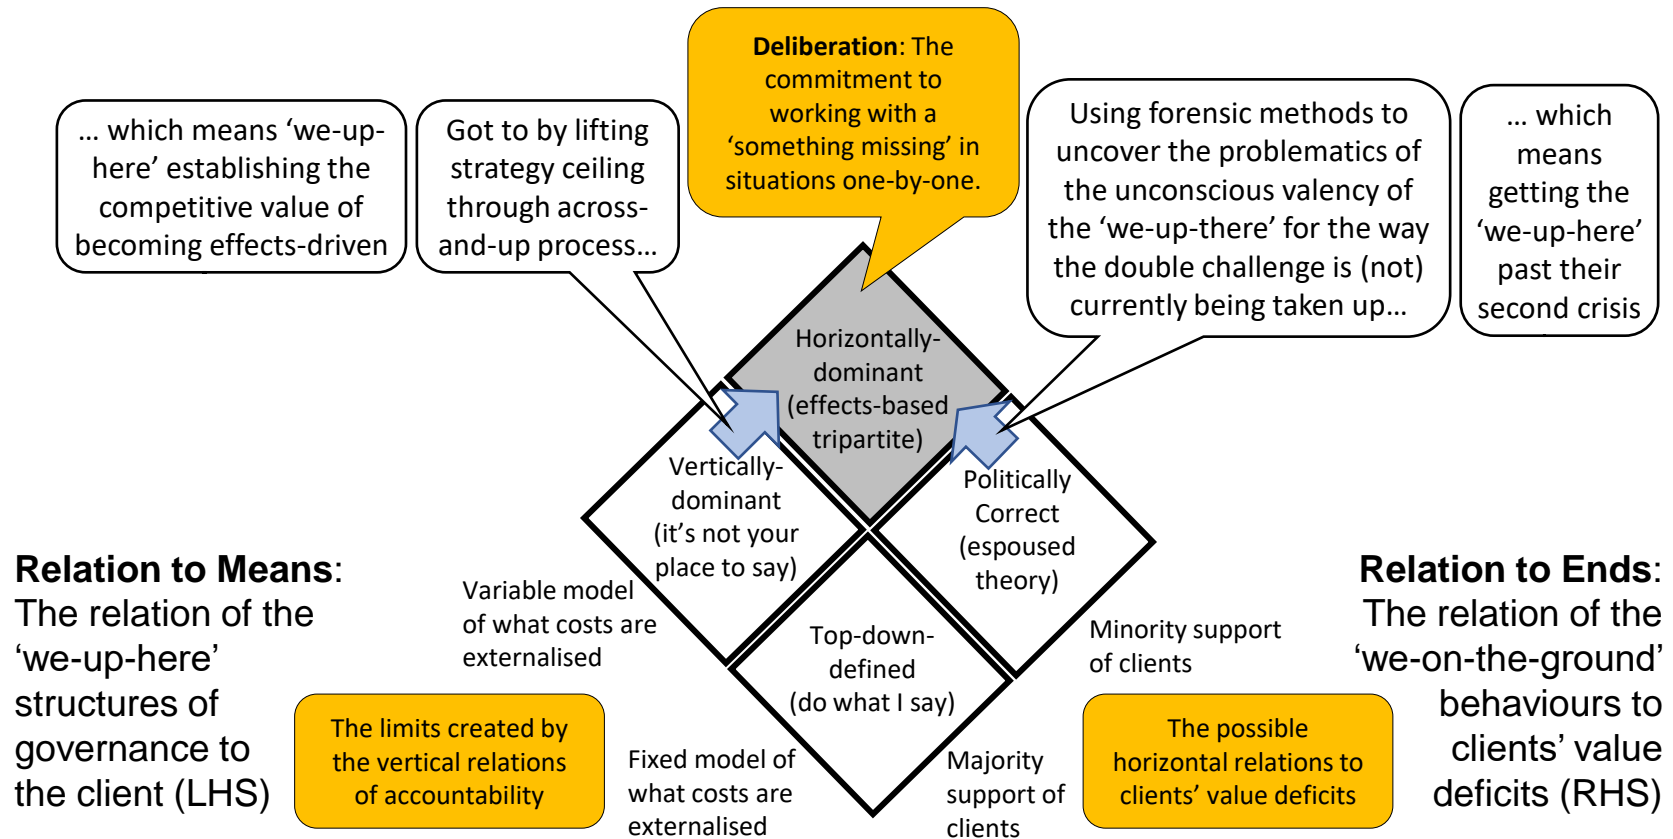 Deliberation: The
commitment to
working with a
‘something missing’ in
situations one-by-one.
… which means ‘we-up-
here’ establishing the
competitive value of
becoming effects-driven
Got to by lifting
strategy ceiling
through across-
and-up process…
Using forensic methods to
uncover the problematics of
the unconscious valency of
the ‘we-up-there’ for the way
the double challenge is (not)
currently being taken up…
… which
means
getting the
‘we-up-here’
past their
second crisis
Horizontally-
dominant
(effects-based
tripartite)
Vertically-
dominant
(it’s not your
place to say)
Politically
Correct
(espoused
theory)
Top-down-
defined
(do what I say)
Relation to Means:
The relation of the
‘we-up-here’
structures of
governance to
the client (LHS)
Variable model
of what costs are
externalised
The limits created by
the vertical relations
of accountability
Fixed model of
what costs are
externalised
Minority support
of clients
Majority
support of
clients
The possible
horizontal relations to
clients’ value deficits
Relation to Ends:
The relation of the
‘we-on-the-ground’
behaviours to
clients’ value
deficits (RHS)